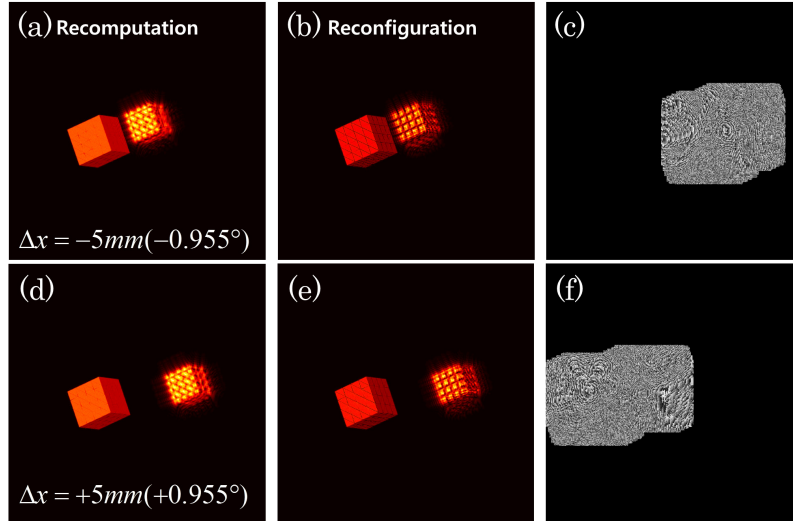 (a) Recomputation
(b) Reconfiguration
(c)
Δx = −5mm(−0.955°)
(d)
(e)
(f)
Δx = +5mm(+0.955°)